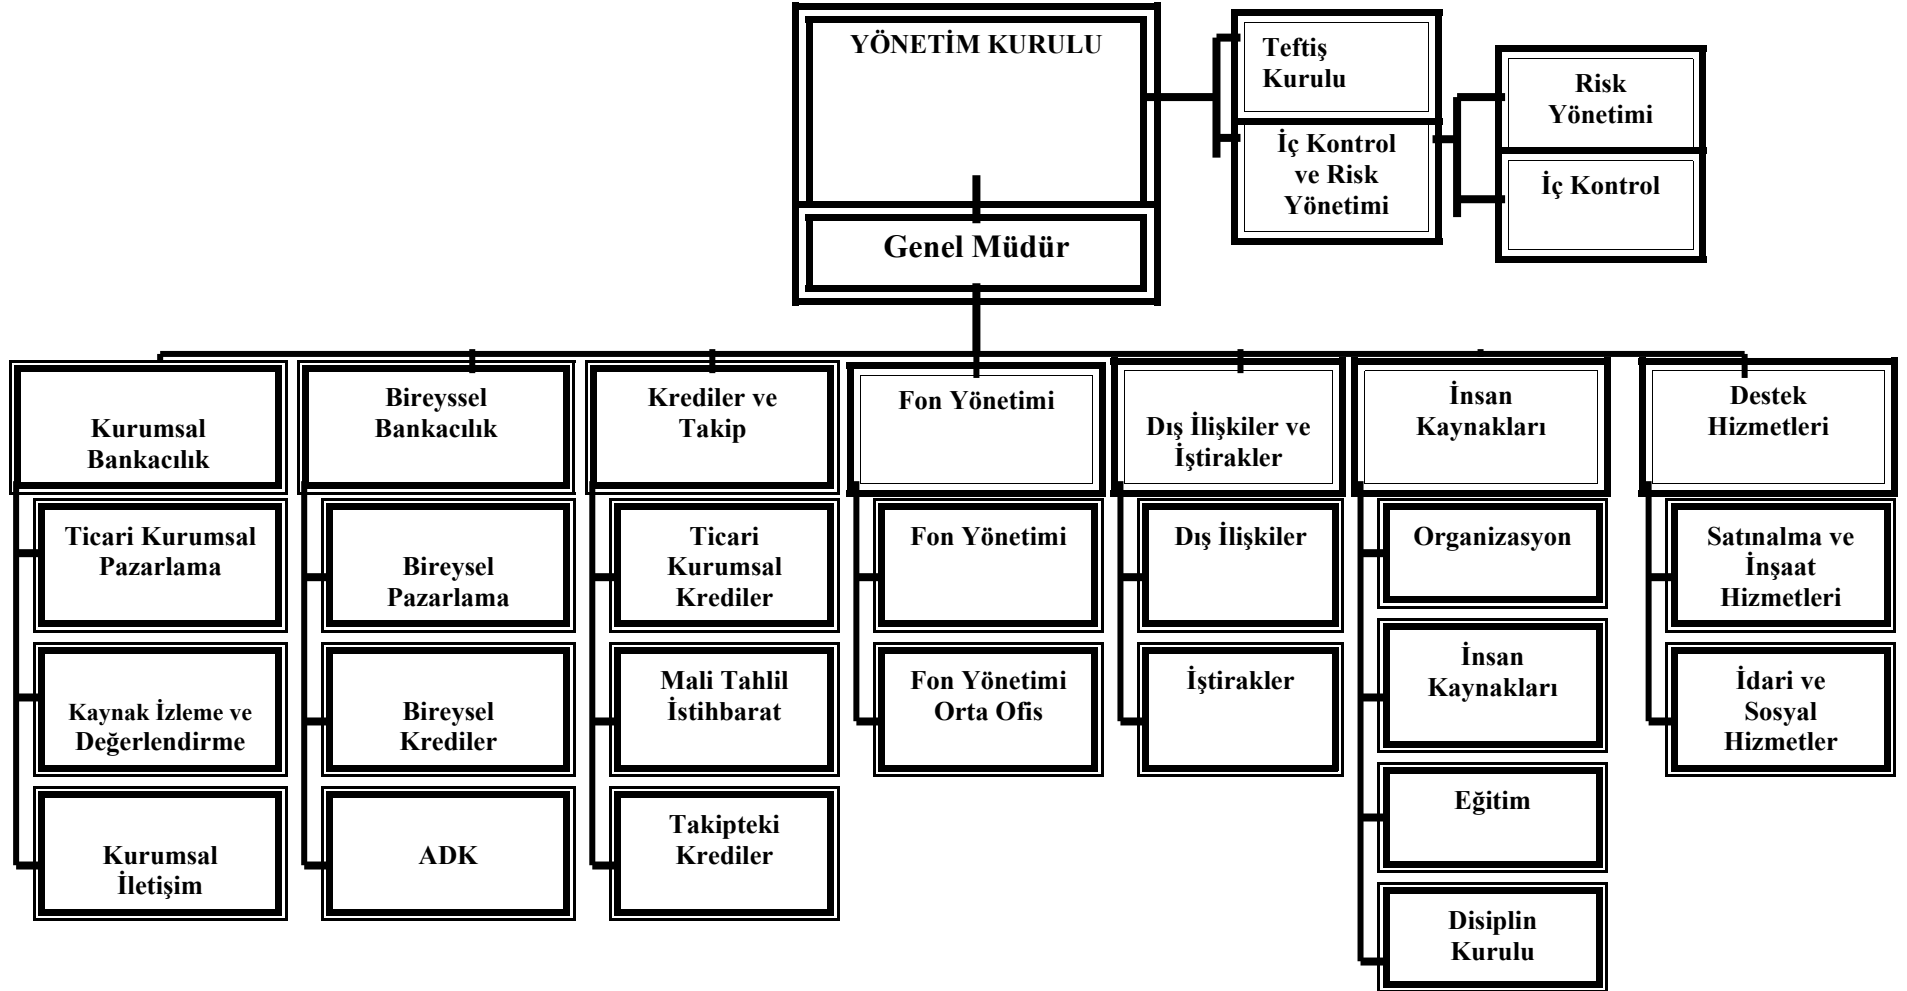 YÖNETİM KURULU
Teftiş
Kurulu
İç Kontrol
ve Risk
Yönetimi
Risk
Yönetimi
İç Kontrol
Genel Müdür
Kurumsal
Bankacılık
Ticari Kurumsal
Pazarlama
Kaynak İzleme ve
Değerlendirme
Kurumsal
İletişim
Bireyssel
Bankacılık
Bireysel
Pazarlama
Bireysel
Krediler
ADK
Krediler ve
Takip
Ticari
Kurumsal
Krediler
Mali Tahlil
İstihbarat
Takipteki
Krediler
Fon Yönetimi
Fon Yönetimi
Fon Yönetimi
Orta Ofis
Dış İlişkiler ve
İştirakler
Dış İlişkiler
İştirakler
İnsan
Kaynakları
Organizasyon
İnsan
Kaynakları
Eğitim
Disiplin
Kurulu
Destek
Hizmetleri
Satınalma ve
İnşaat
Hizmetleri
İdari ve
Sosyal
Hizmetler